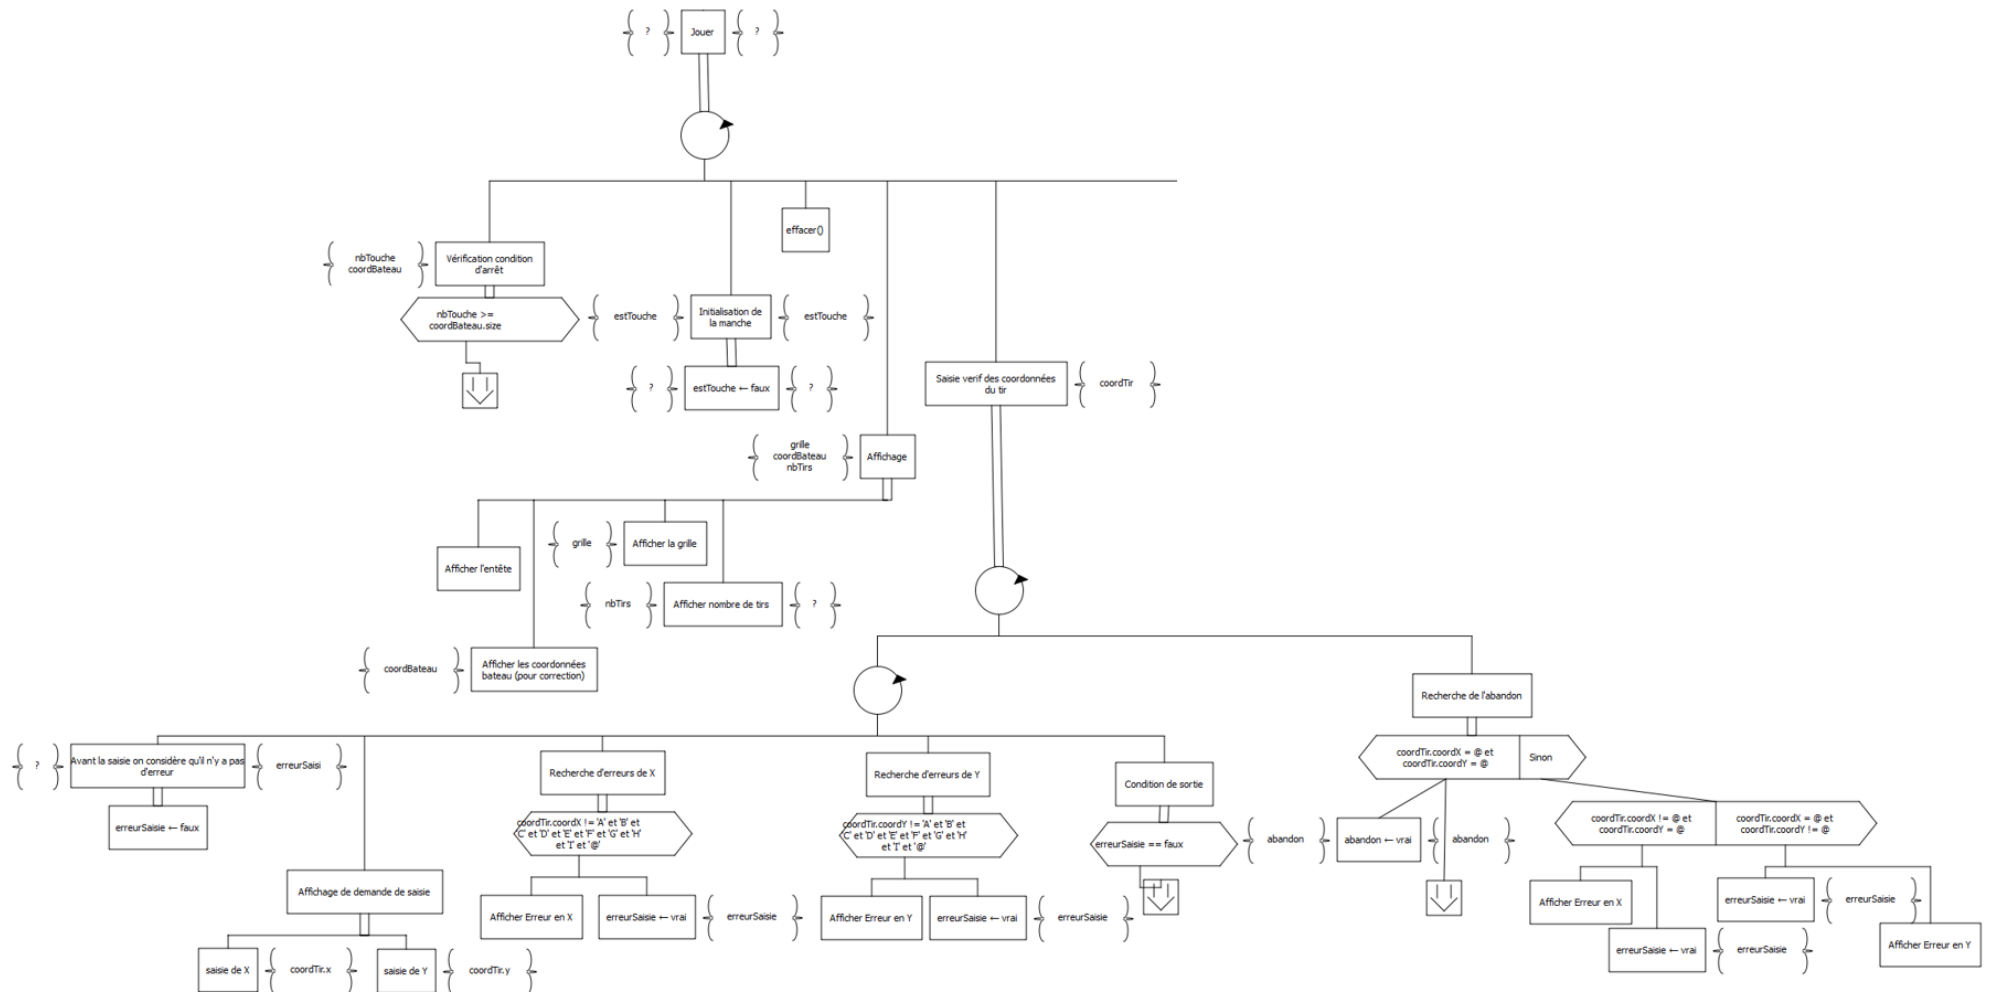 ?
Jouer
?
effacer()
nbTouche
coordBateau
Vérification condition
d'arrêt
nbTouche >=
coordBateau.size
estTouche
Initialisation de
la manche
estTouche
?
estTouche ← faux
?
Saisie verif des coordonnées
du tir
coordTir
grille
coordBateau
nbTirs
Affichage
Afficher l'entête
grille
Afficher la grille
nbTirs
Afficher nombre de tirs
?
coordBateau
Afficher les coordonnées
bateau (pour correction)
Recherche de l'abandon
coordTir.coordX = @ et
coordTir.coordY = @
Sinon
?
Avant la saisie on considère qu'il n'y a pas
d'erreur
erreurSaisi
erreurSaisie ← faux
Recherche d'erreurs de X
coordTir.coordX != 'A' et 'B' et
'C' et 'D' et 'E' et 'F' et 'G' et 'H'
et 'I' et '@'
Recherche d'erreurs de Y
coordTir.coordY != 'A' et 'B' et
'C' et 'D' et 'E' et 'F' et 'G' et 'H'
et 'I' et '@'
Condition de sortie
erreurSaisie == faux
abandon
abandon ← vrai
abandon
coordTir.coordX != @ et
coordTir.coordY = @
coordTir.coordX = @ et
coordTir.coordY != @
Affichage de demande de saisie
saisie de X
coordTir.x
saisie de Y
coordTir.y
Afficher Erreur en X
erreurSaisie ← vrai
erreurSaisie
Afficher Erreur en Y
erreurSaisie ← vrai
erreurSaisie
Afficher Erreur en X
erreurSaisie ← vrai
erreurSaisie
erreurSaisie ← vrai
erreurSaisie
Afficher Erreur en Y